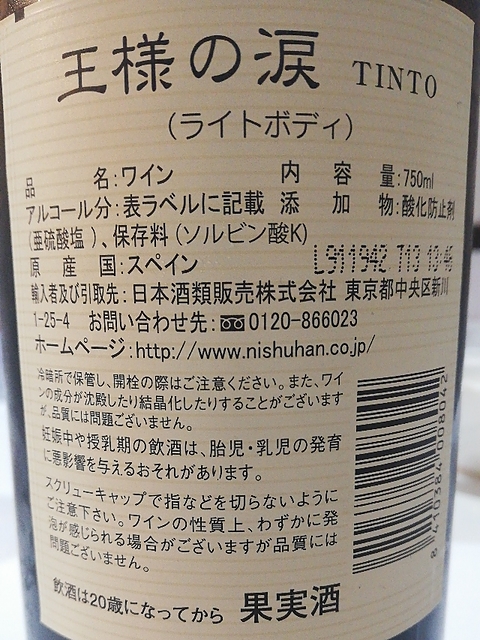 王様の涙 TINTO
(ライトボディ)
品 名:ワイン 内 容 量:750ml
アルコール分:表ラベルに記載 添 加 物:酸化防止剤
(亜硫酸塩)、保存料(ソルビン酸K)
原 産 国:スペイン L911942 T13 13:46
輸入者及び引取先:日本酒類販売株式会社 東京都中央区新川
1-25-4 お問い合わせ先:0120-866023
ホームページ:http://www.nishuhan.co.jp/
冷暗所で保管し、開栓の際はご注意ください。また、ワイ
ンの成分が沈殿したり結晶化したりすることがございます
が、品質には問題ございません。
妊娠中や授乳期の飲酒は、胎児・乳児の発育
に悪影響を与えるおそれがあります。
スクリューキャップで指などを切らないように
ご注意下さい。ワインの性質上、わずかに発
泡が感じられる場合がございますが品質には
問題ございません。
飲酒は20歳になってから 果実酒
8 410384 008042